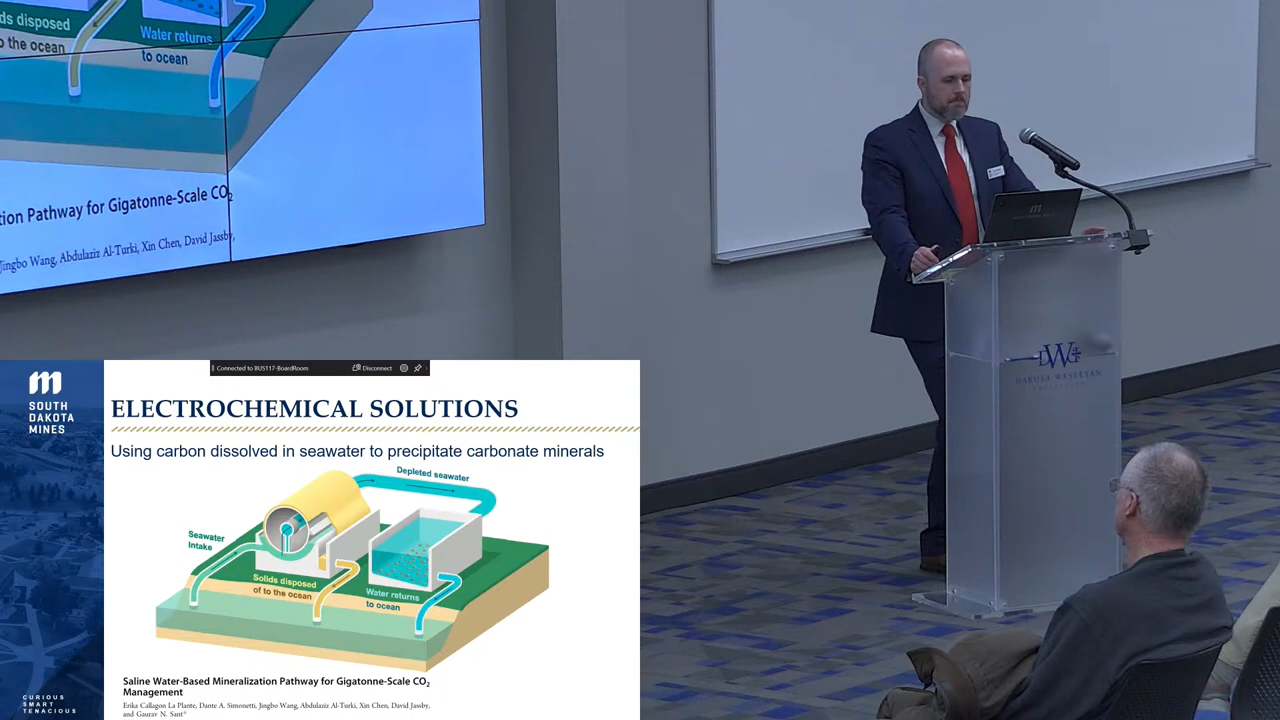 ds disposed
o the ocean
Water returns
to ocean
tion Pathway for Gigatonne-Scale CO2
Jingbo Wang, Abdulaziz Al-Turki, Xin Chen, David Jassby,
DWU
DAKOTA WESLEYAN
UNIVERSITY
Connected to BUS117-BoardRoom
Disconnect
SOUTH
DAKOTA
MINES
ELECTROCHEMICAL SOLUTIONS
Using carbon dissolved in seawater to precipitate carbonate minerals
Depleted seawater
Seawater
Intake
Solids disposed
of to the ocean
Water returns
to ocean
Saline Water-Based Mineralization Pathway for Gigatonne-Scale CO2
Management
Erika Callagon La Plante, Dante A. Simonetti, Jingbo Wang, Abdulaziz Al-Turki, Xin Chen, David Jassby,
and Gaurav N. Sant*
CURIOUS
SMART
TENACIOUS